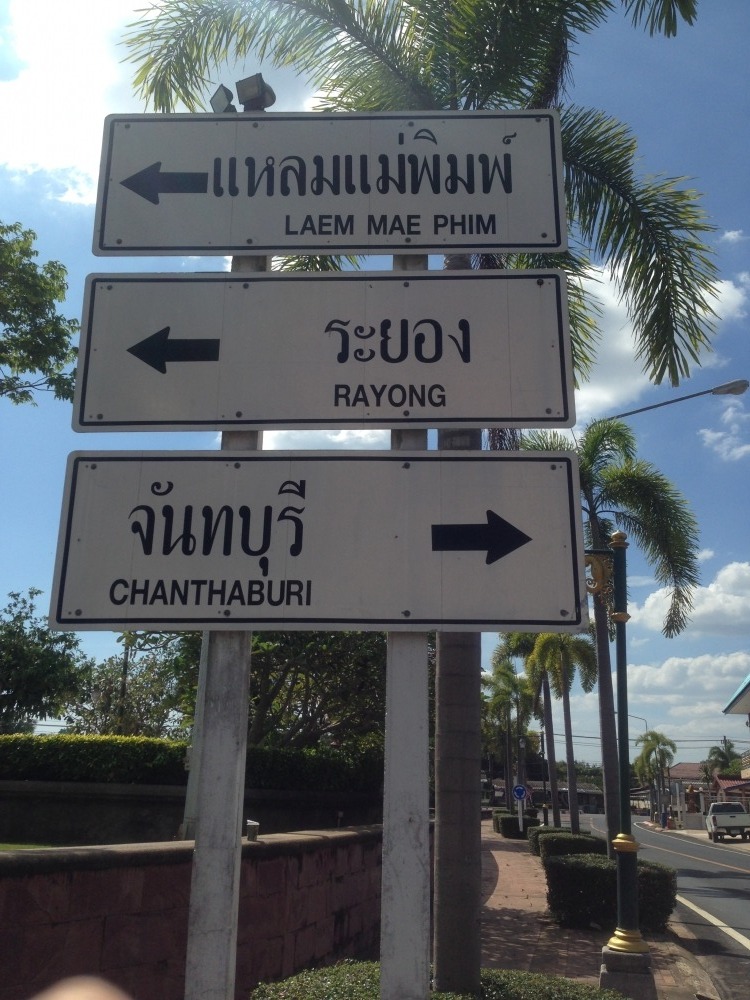 แหลมแม่พิมพ์
LAEM MAE PHIM
ระยอง
RAYONG
จันทบุรี
CHANTHABURI